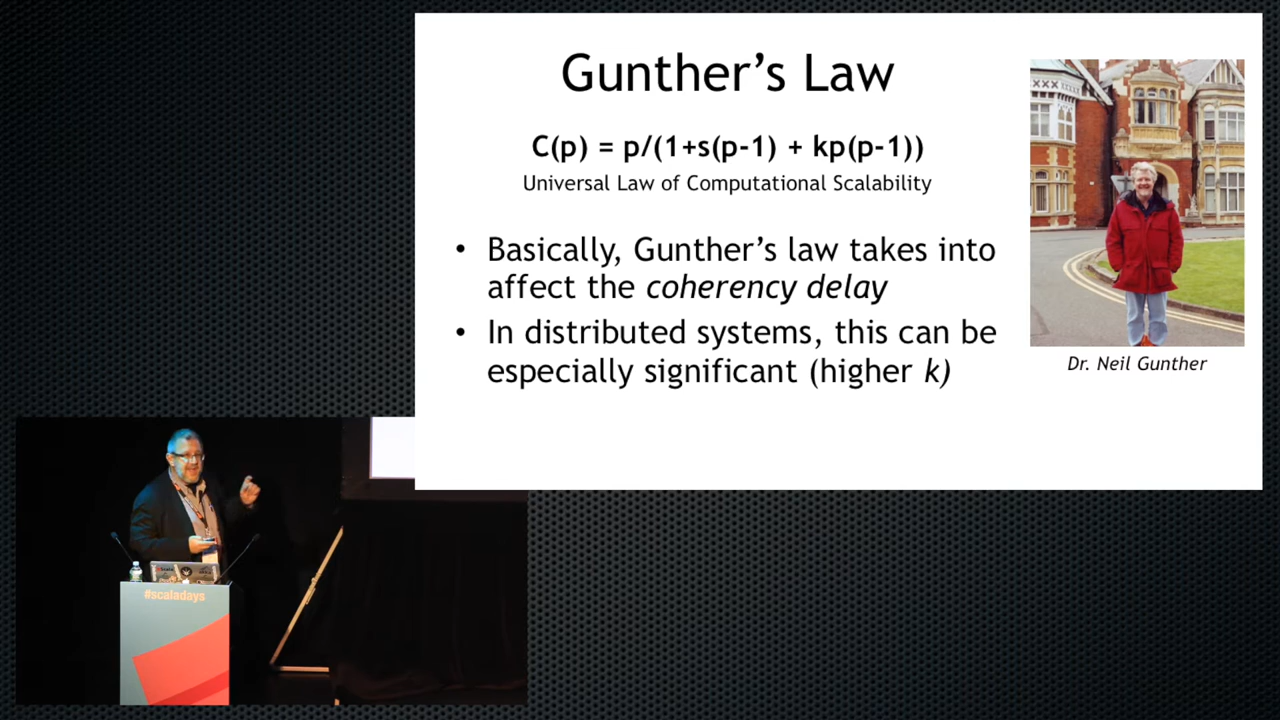 Gunther's Law
C(p) = p/(1+s(p-1) + kp(p-1))
Universal Law of Computational Scalability
• Basically, Gunther's law takes into
affect the coherency delay
• In distributed systems, this can be
especially significant (higher k)
Dr. Neil Gunther
#scaladays